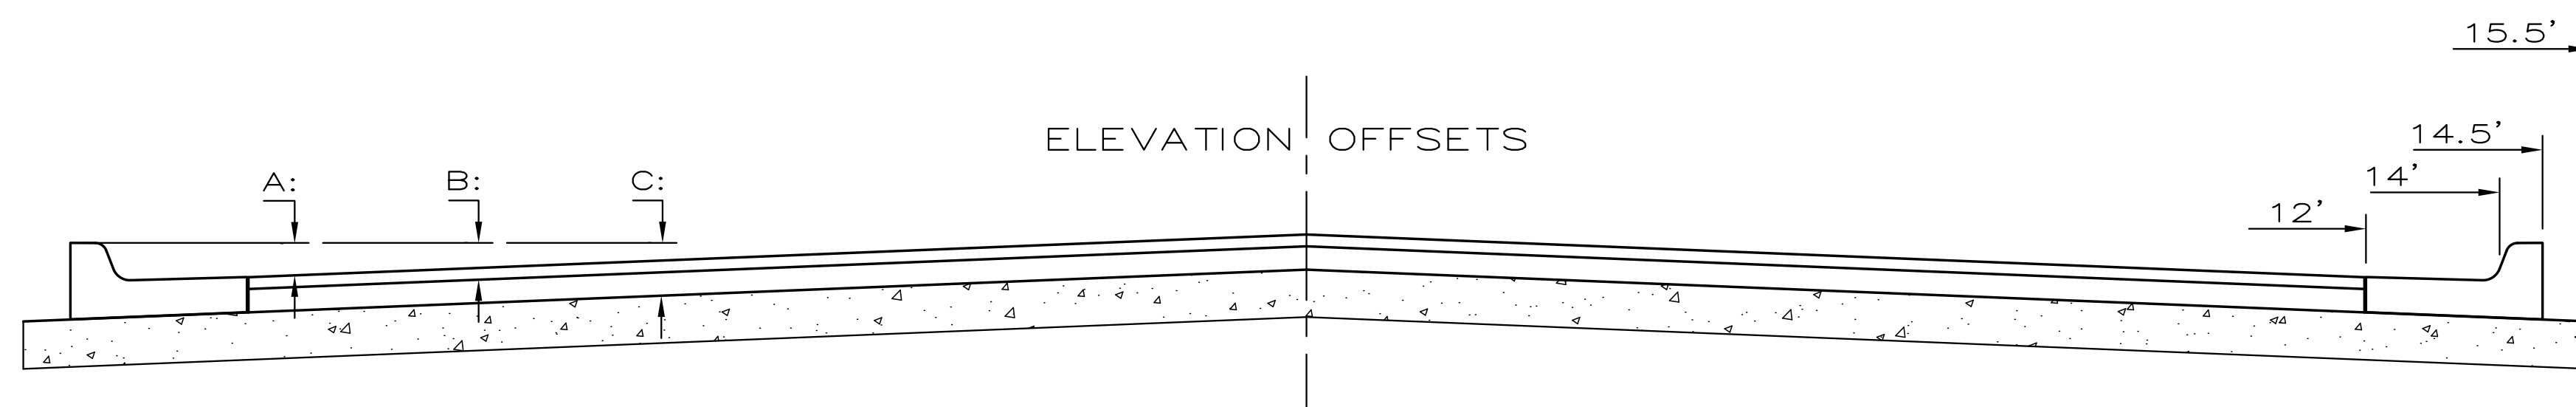 15.5’
ELEVATION OFFSETS
14.5’
14’
A:
B:
C:
12’